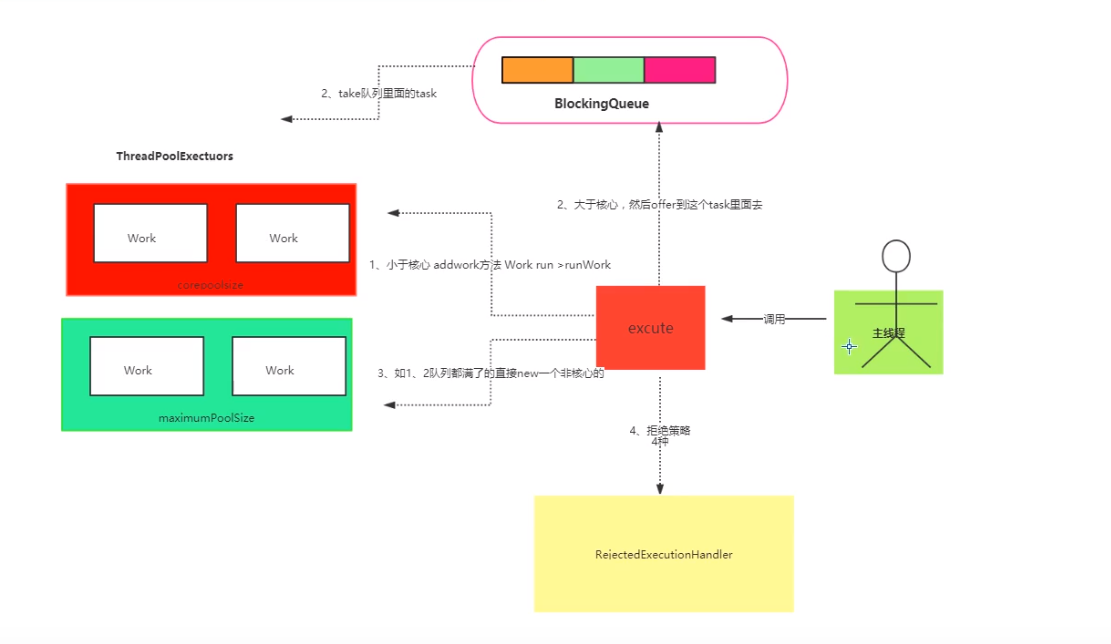 BlockingQueue
2、take队列里面的task
ThreadPoolExectuors
Work
Work
corepoolsize
2、大于核心，然后offer到这个task里面去
1、小于核心 addwork方法 Work run >runWork
excute
调用
主线程
Work
Work
maximumPoolSize
3、如1、2队列都满了的直接new一个非核心的
4、拒绝策略
4种
RejectedExecutionHandler